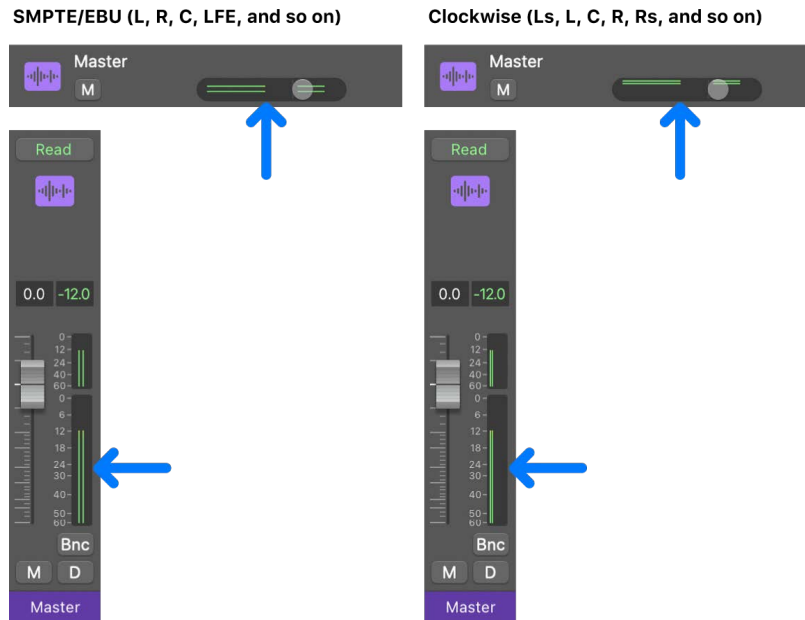 SMPTE/EBU (L, R, C, LFE, and so on)
Master
M
Read
0.0 -12.0
0
12
24
40
60
0
6
12
18
24
30
40
50
60
Bnc
M D
Master
Clockwise (Ls, L, C, R, Rs, and so on)
Master
M
Read
0.0 -12.0
0
12
24
40
60
0
6
12
18
24
30
40
50
60
Bnc
M D
Master